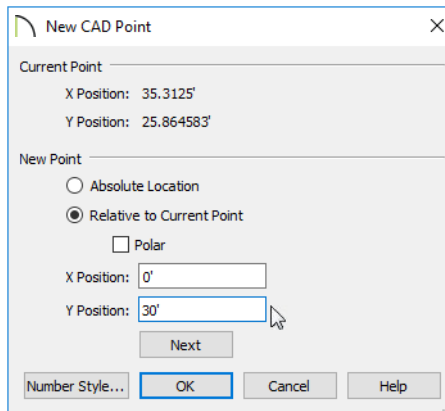 New CAD Point
Current Point
X Position: 35.3125'
Y Position: 25.864583'
New Point
Absolute Location
Relative to Current Point
Polar
X Position: 0'
Y Position: 30'
Next
Number Style... OK Cancel Help